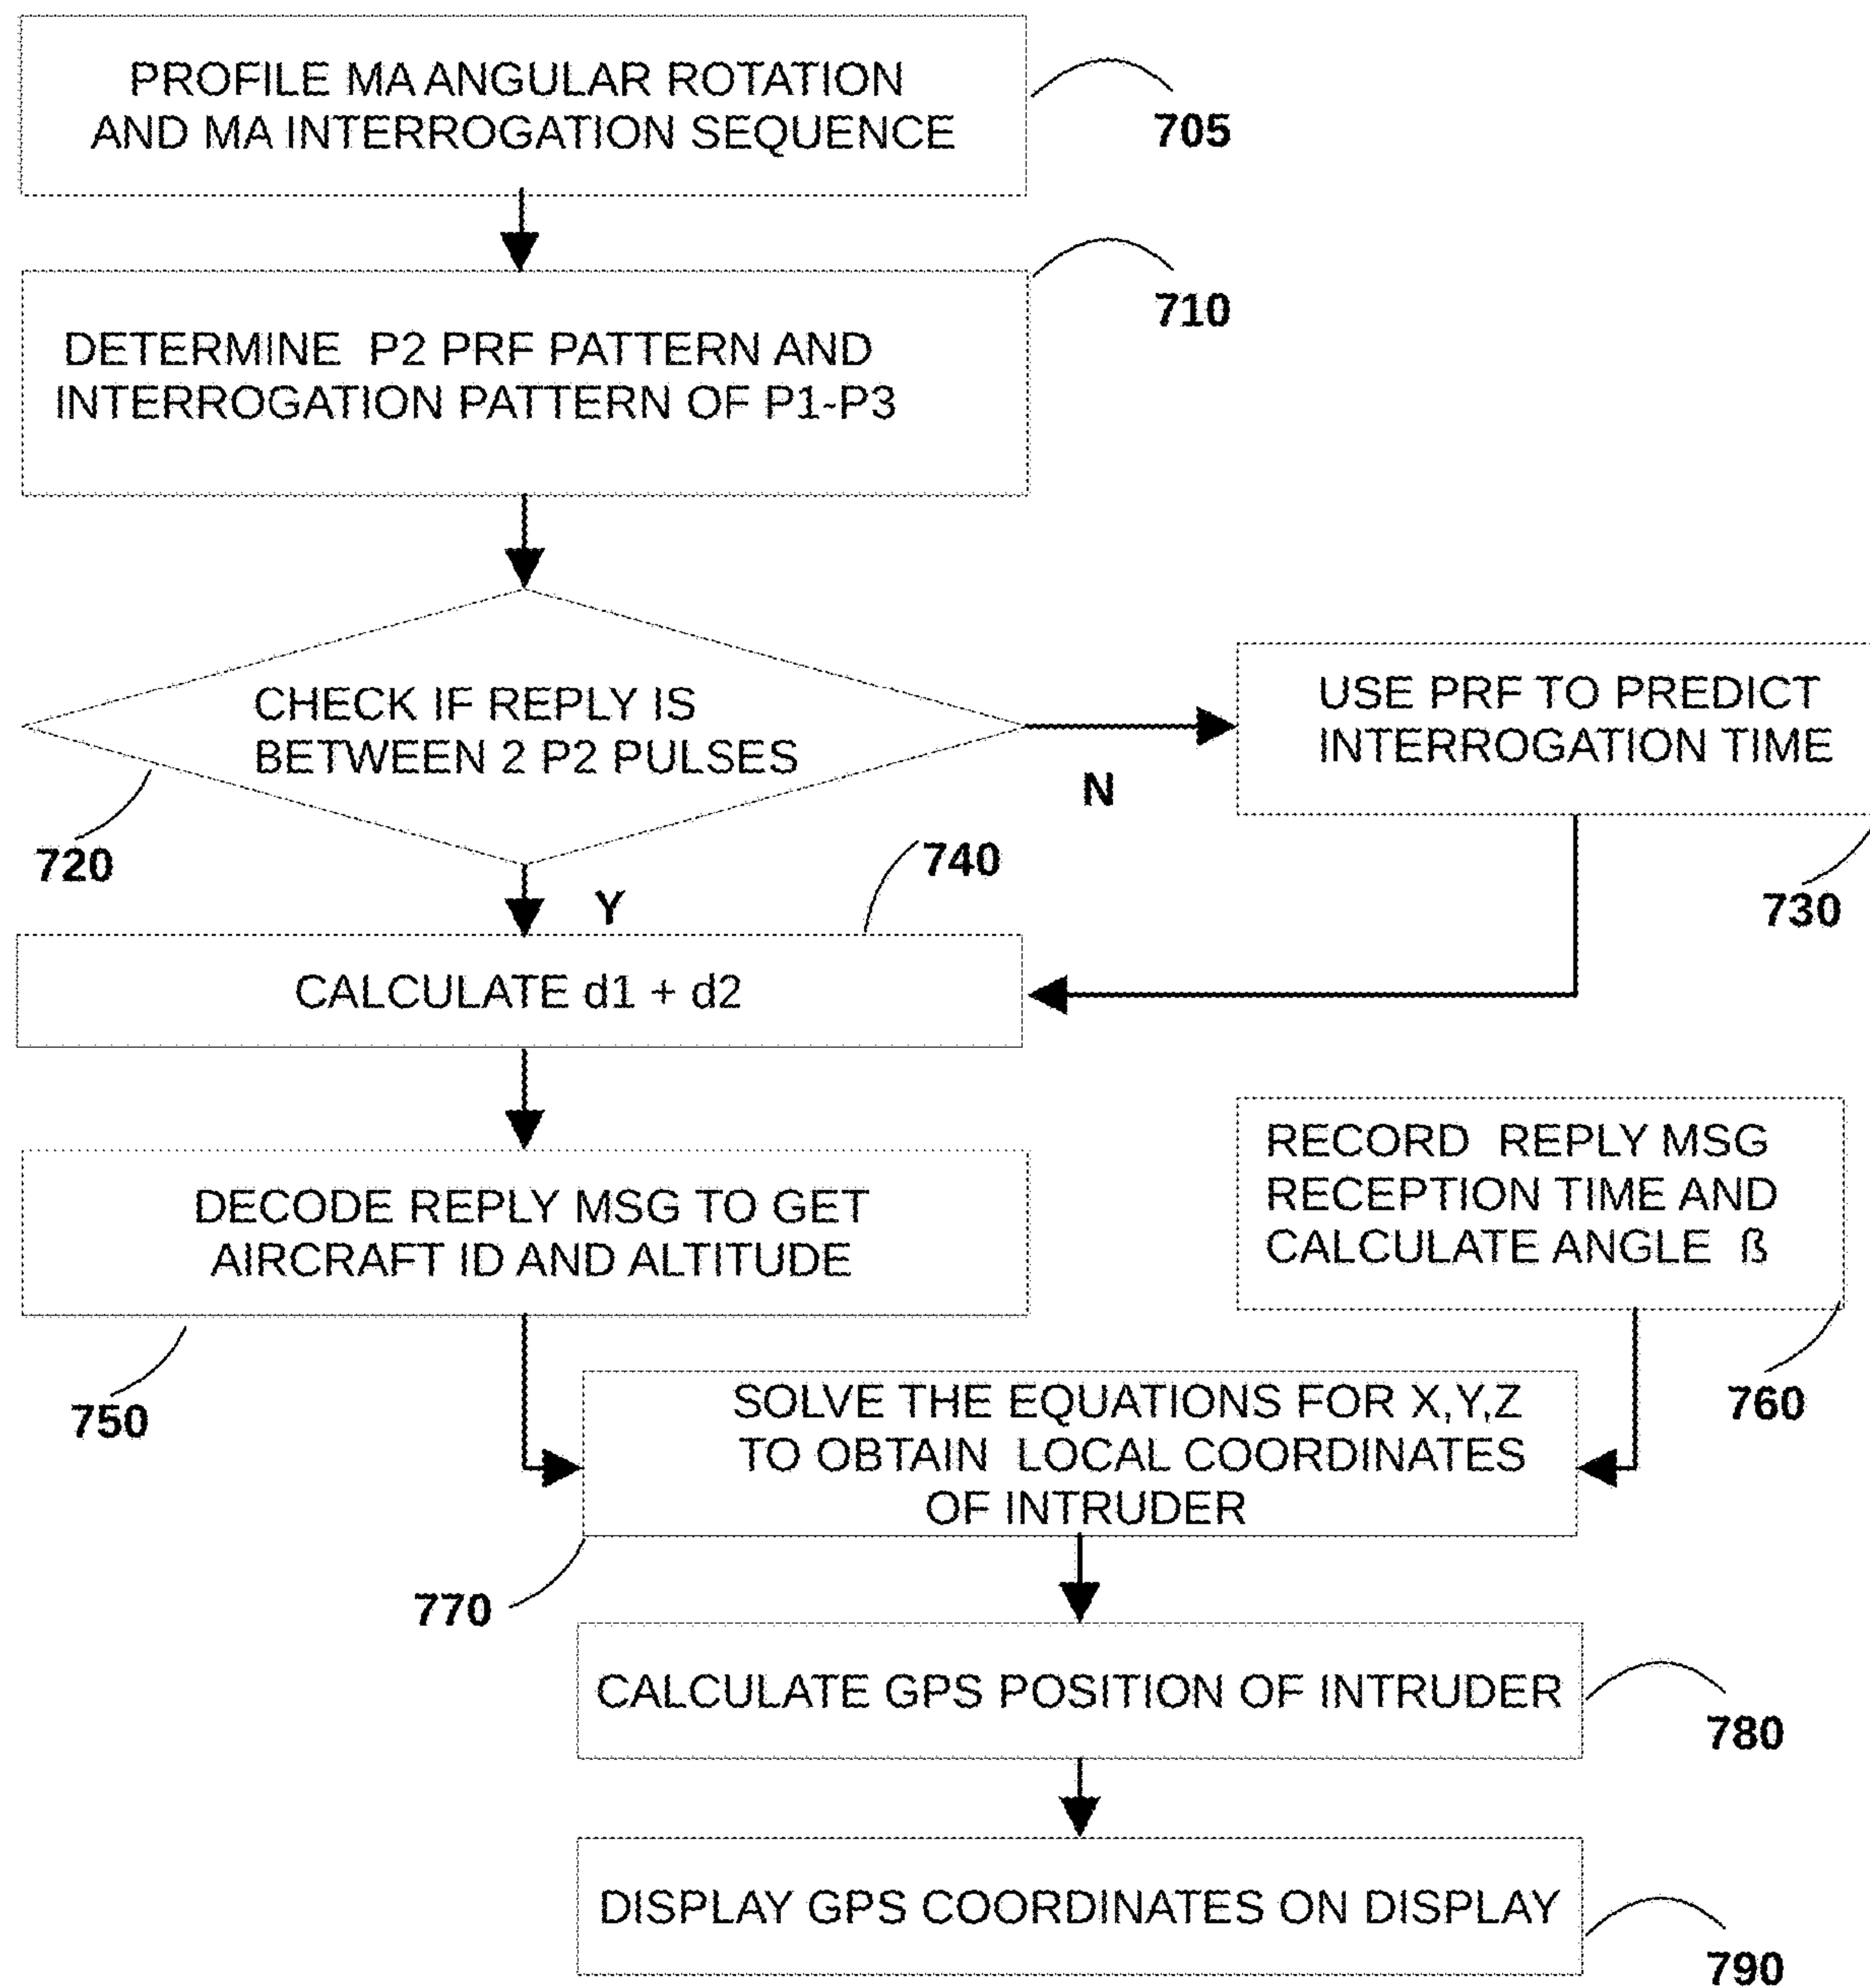 PROFILE MA ANGULAR ROTATION
AND MA INTERROGATION SEQUENCE
705
DETERMINE P2 PRF PATTERN AND
INTERROGATION PATTERN OF P1-P3
710
CHECK IF REPLY IS
BETWEEN 2 P2 PULSES
720
N
USE PRF TO PREDICT
INTERROGATION TIME
730
Y
740
CALCULATE d1 + d2
DECODE REPLY MSG TO GET
AIRCRAFT ID AND ALTITUDE
750
RECORD REPLY MSG
RECEPTION TIME AND
CALCULATE ANGLE ß
760
SOLVE THE EQUATIONS FOR X,Y,Z
TO OBTAIN LOCAL COORDINATES
OF INTRUDER
770
CALCULATE GPS POSITION OF INTRUDER
780
DISPLAY GPS COORDINATES ON DISPLAY
790